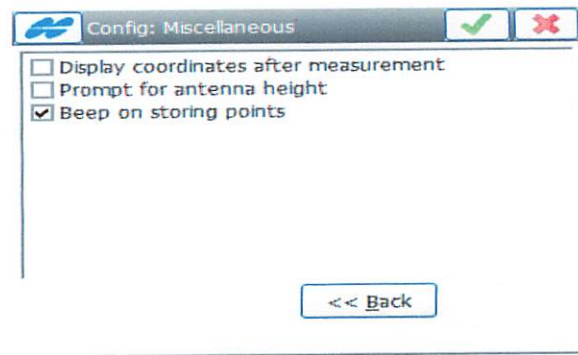 Config: Miscellaneous
Display coordinates after measurement
Prompt for antenna height
Beep on storing points
<< Back